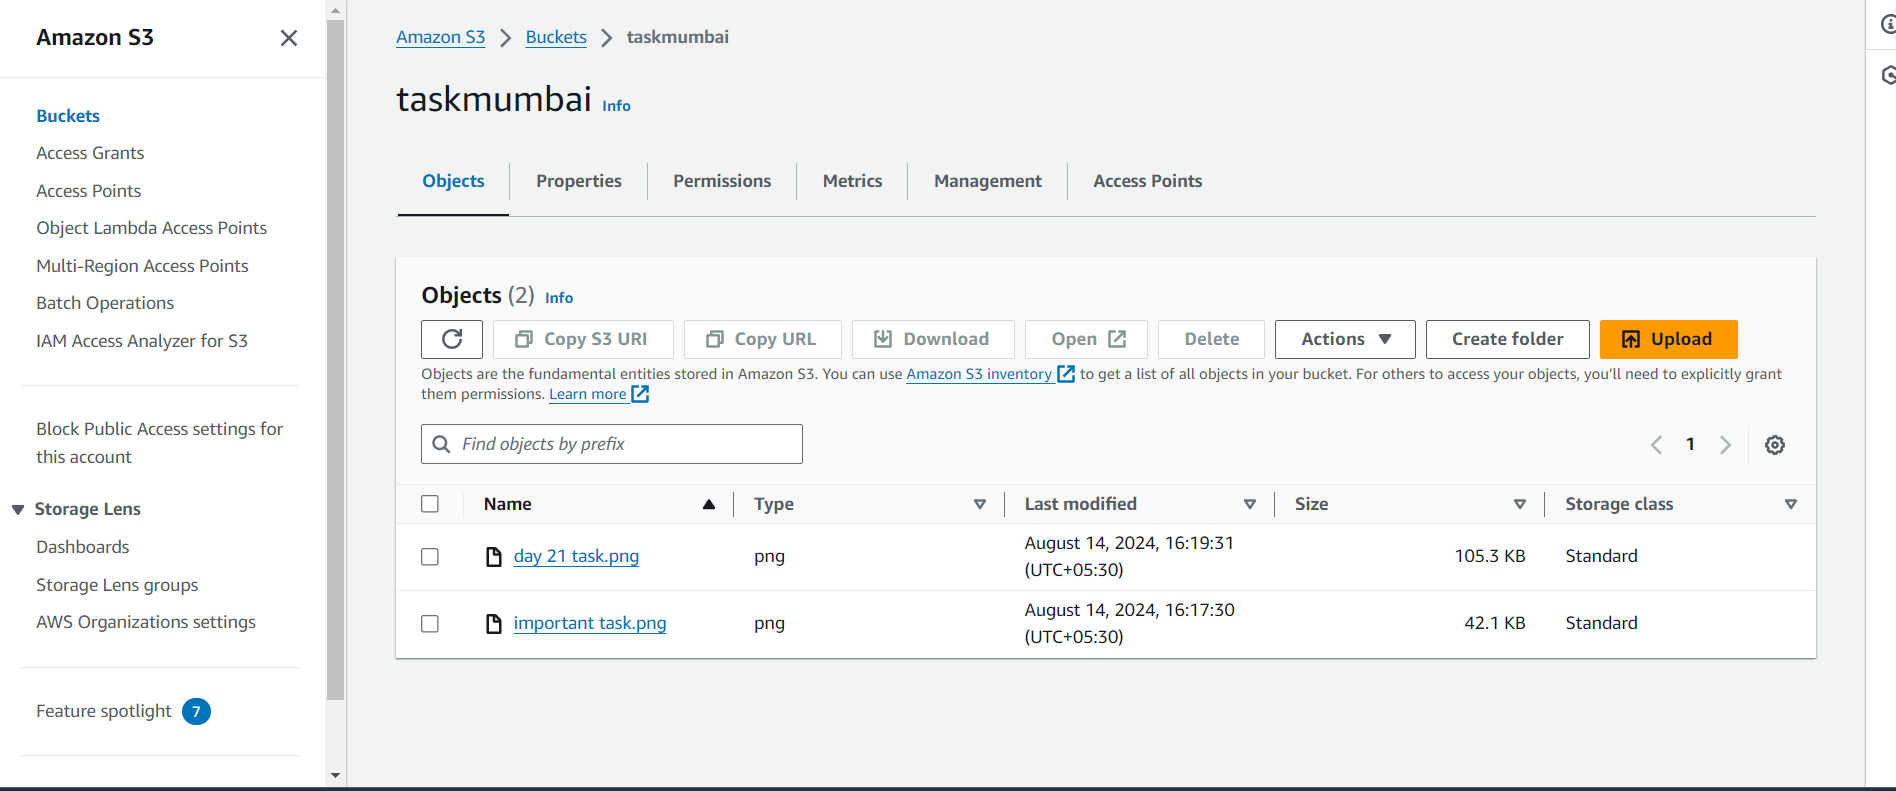 Amazon S3
Buckets
Access Grants
Access Points
Object Lambda Access Points
Multi-Region Access Points
Batch Operations
IAM Access Analyzer for S3
Block Public Access settings for
this account
Storage Lens
Dashboards
Storage Lens groups
AWS Organizations settings
Feature spotlight 7
Amazon S3 Buckets taskmumbai
taskmumbai Info
Objects Properties Permissions Metrics Management Access Points
Objects (2) Info
Copy S3 URI Copy URL Download Open Delete Actions Create folder Upload
Objects are the fundamental entities stored in Amazon S3. You can use Amazon S3 inventory to get a list of all objects in your bucket. For others to access your objects, you'll need to explicitly grant
them permissions. Learn more
Find objects by prefix 1
Name Type Last modified Size Storage class
day 21 task.png png August 14, 2024, 16:19:31 105.3 KB Standard
(UTC+05:30)
important task.png png August 14, 2024, 16:17:30 42.1 KB Standard
(UTC+05:30)